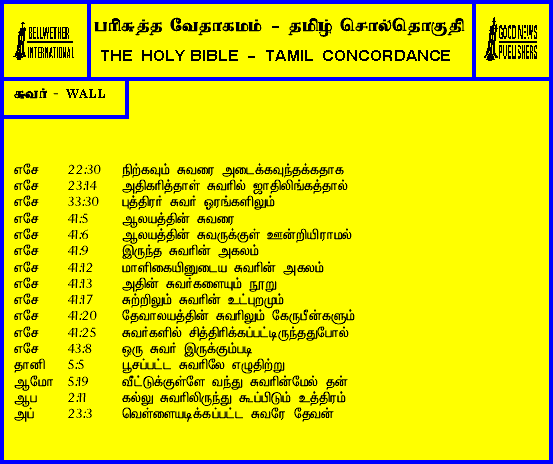 BELLWETHER
INTERNATIONAL
பரிசுத்த வேதாகமம் - தமிழ் சொல்தொகுதி
THE HOLY BIBLE - TAMIL CONCORDANCE
GOOD NEWS
PUBLISHERS
சுவர் - WALL
எசே 22:30 நிற்கவும் சுவரை அடைக்கவுந்தக்கதாக
எசே 23:14 அதிகரித்தாள் சுவரில் ஜாதிலிங்கத்தால்
எசே 33:30 புத்திரர் சுவர் ஓரங்களிலும்
எசே 41:5 ஆலயத்தின் சுவரை
எசே 41:6 ஆலயத்தின் சுவருக்குள் ஊன்றியிராமல்
எசே 41:9 இருந்த சுவரின் அகலம்
எசே 41:12 மாளிகையினுடைய சுவரின் அகலம்
எசே 41:13 அதின் சுவர்களையும் நூறு
எசே 41:17 சுற்றிலும் சுவரின் உட்புறமும்
எசே 41:20 தேவாலயத்தின் சுவரிலும் கேருபீன்களும்
எசே 41:25 சுவர்களில் சித்திரிக்கப்பட்டிருந்ததுபோல்
எசே 43:8 ஒரு சுவர் இருக்கும்படி
தானி 5:5 பூசப்பட்ட சுவரிலே எழுதிற்று
ஆமோ 5:19 வீட்டுக்குள்ளே வந்து சுவரின்மேல் தன்
ஆப 2:11 கல்லு சுவரிலிருந்து கூப்பிடும் உத்திரம்
அப் 23:3 வெள்ளையடிக்கப்பட்ட சுவரே தேவன்